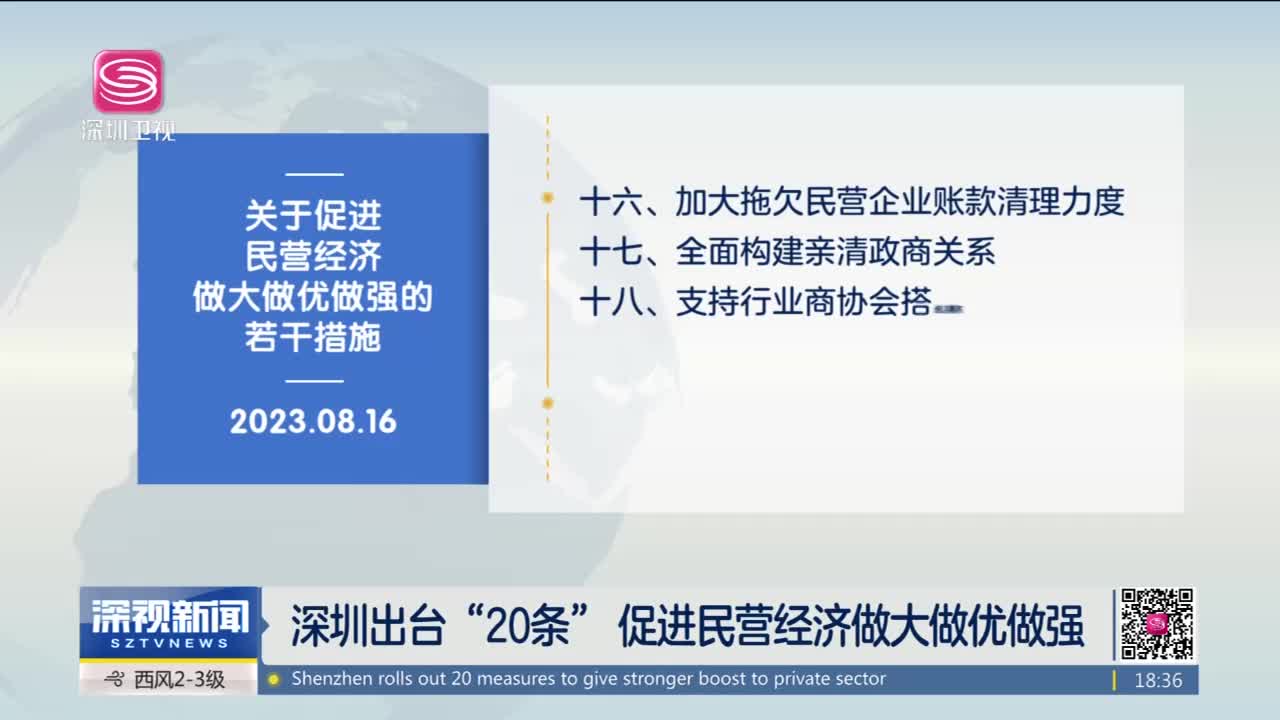 深圳卫视
关于促进
民营经济
做大做优做强的
若干措施
2023.08.16
十六、加大拖欠民营企业账款清理力度
十七、全面构建亲清政商关系
十八、支持行业商协会搭
深视新闻
SZTVNEWS
深圳出台“20条” 促进民营经济做大做优做强
西风2-3级
Shenzhen rolls out 20 measures to give stronger boost to private sector
18:36